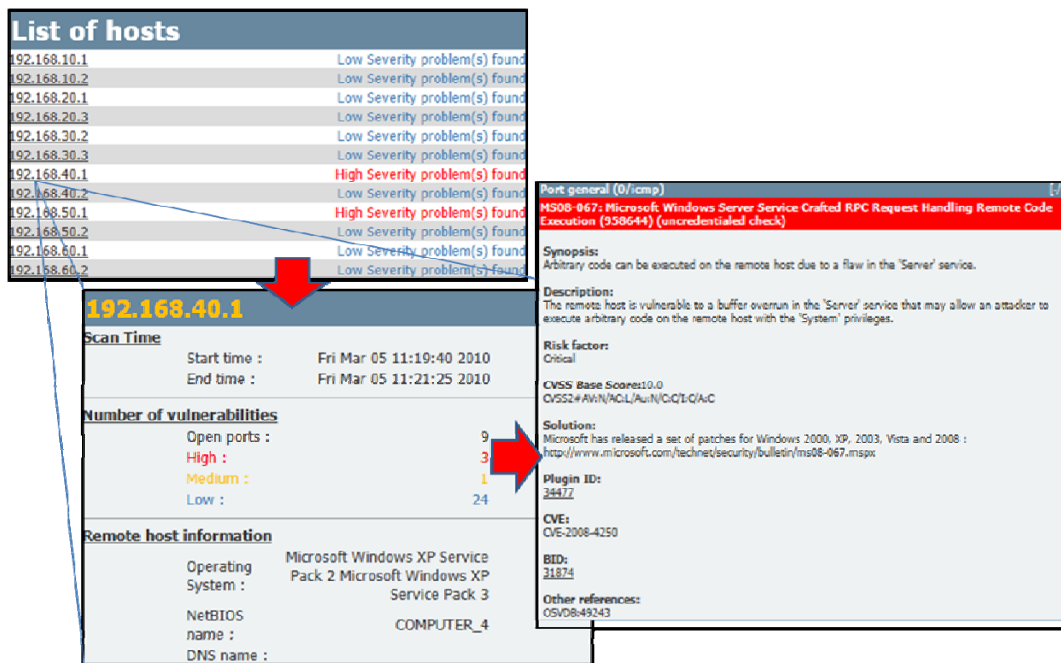 List of hosts
192.168.10.1 Low Severity problem(s) found
192.168.10.2 Low Severity problem(s) found
192.168.20.1 Low Severity problem(s) found
192.168.20.3 Low Severity problem(s) found
192.168.30.2 Low Severity problem(s) found
192.168.30.3 Low Severity problem(s) found
192.168.40.1 High Severity problem(s) found
192.168.40.2 Low Severity problem(s) found
192.168.50.1 High Severity problem(s) found
192.168.50.2 Low Severity problem(s) found
192.168.60.1 Low Severity problem(s) found
192.168.60.2 Low Severity problem(s) found
192.168.40.1
Scan Time
Start time : Fri Mar 05 11:19:40 2010
End time : Fri Mar 05 11:21:25 2010
Number of vulnerabilities
Open ports : 9
High : 3
Medium : 1
Low : 24
Remote host information
Operating System : Microsoft Windows XP Service
Pack 2 Microsoft Windows XP
Service Pack 3
NetBIOS name : COMPUTER_4
DNS name :
Port general (0/icmp) [-/
MS08-067: Microsoft Windows Server Service Crafted RPC Request Handling Remote Code
Execution (958644) (uncredentialed check)
Synopsis:
Arbitrary code can be executed on the remote host due to a flaw in the 'Server' service.
Description:
The remote host is vulnerable to a buffer overrun in the 'Server' service that may allow an attacker to
execute arbitrary code on the remote host with the 'System' privileges.
Risk factor:
Critical
CVSS Base Score:10.0
CVSS2#AV:N/AC:L/Au:N/C:C/I:C/A:C
Solution:
Microsoft has released a set of patches for Windows 2000, XP, 2003, Vista and 2008 :
http://www.microsoft.com/technet/security/bulletin/ms08-067.mspx
Plugin ID:
34477
CVE:
CVE-2008-4250
BID:
31874
Other references:
OSVDB:49243